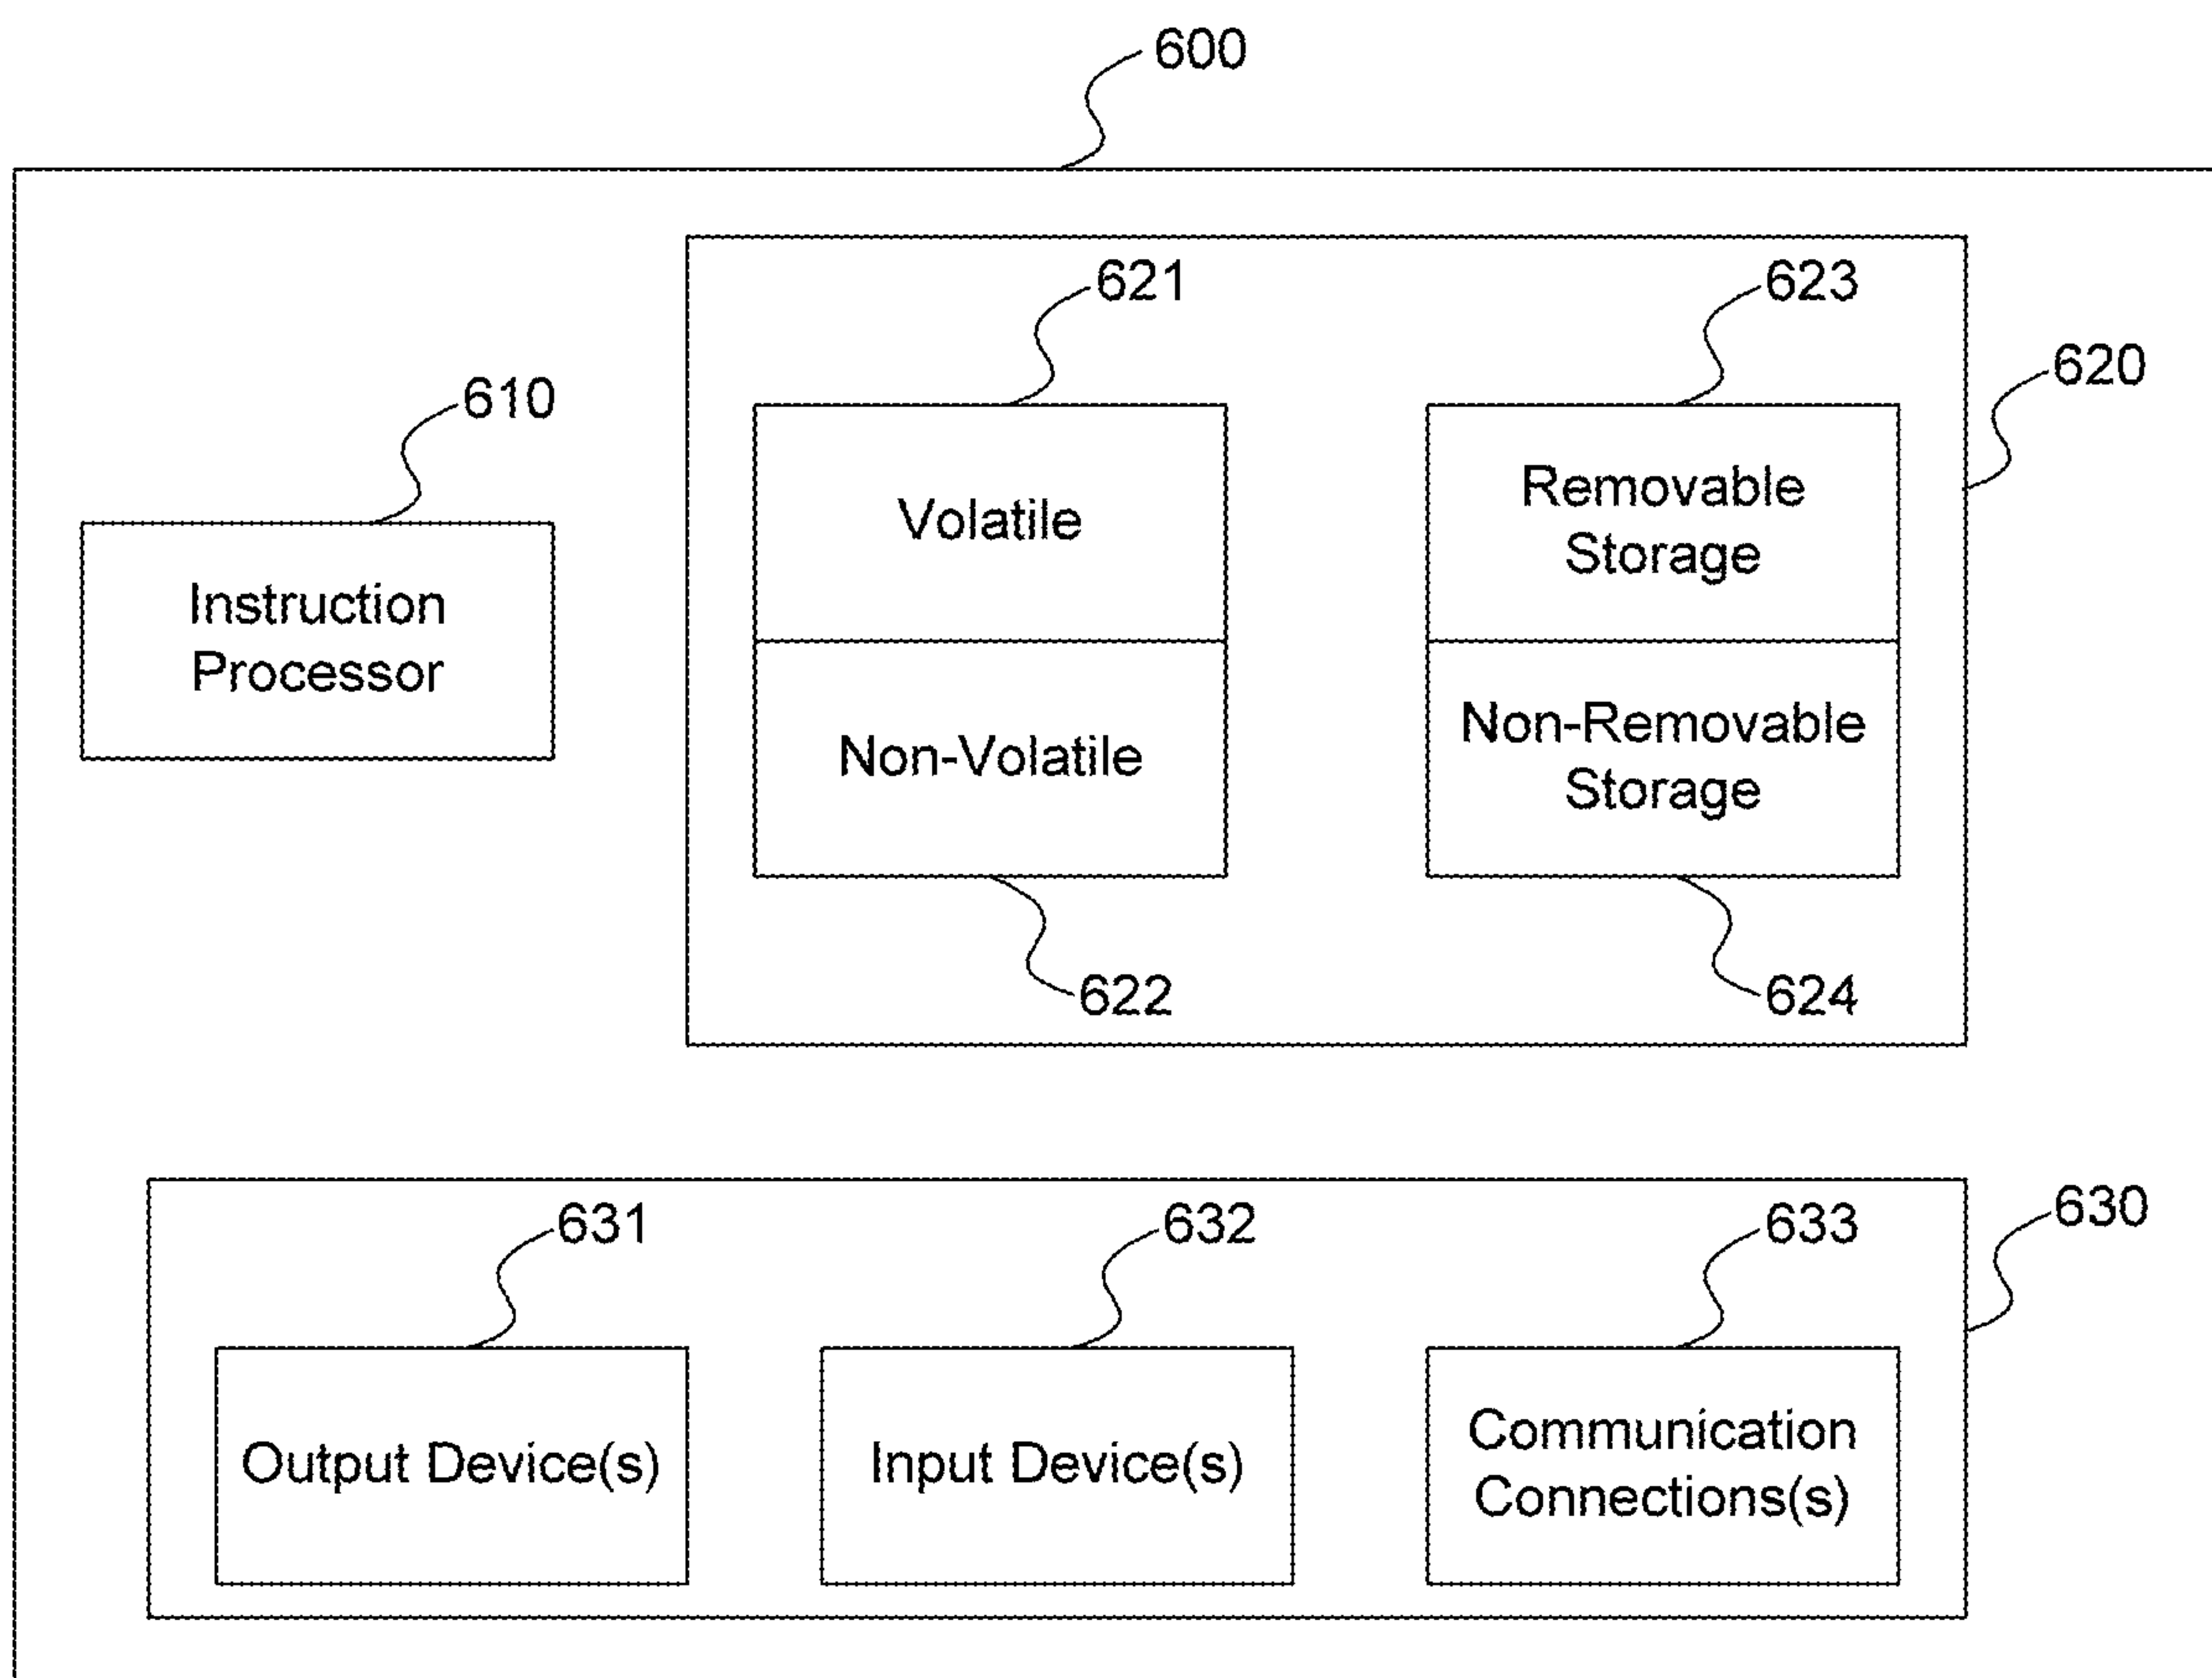 600
621
623
620
610
Volatile
Removable
Storage
Instruction
Processor
Non-Volatile
Non-Removable
Storage
622
624
630
631
632
633
Output Device(s)
Input Device(s)
Communication
Connections(s)